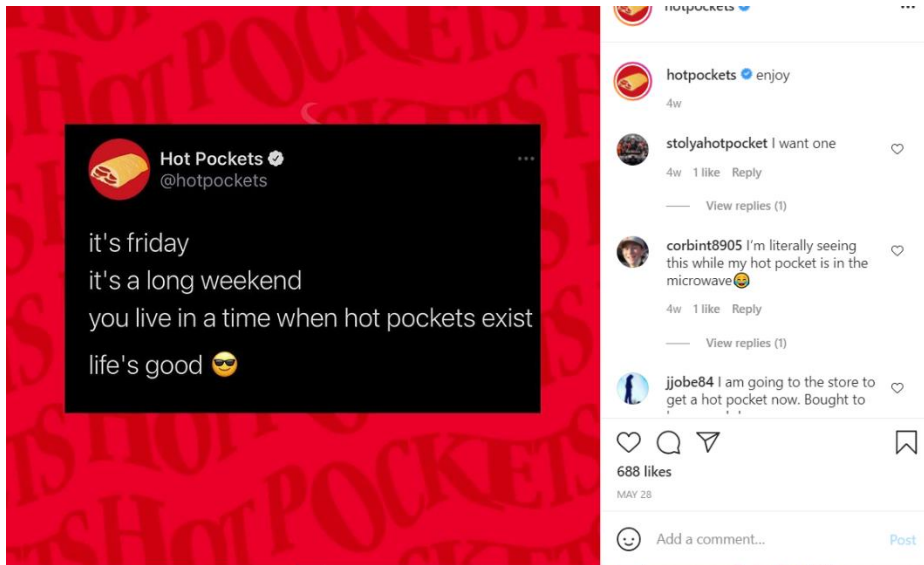 HOT POCKETS
Hot Pockets
@hotpockets
it's friday
it's a long weekend
you live in a time when hot pockets exist
life's good 😎
hotpockets
hotpockets enjoy
4w
stolyahotpocket I want one
4w 1 like Reply
View replies (1)
corbint8905 I'm literally seeing
this while my hot pocket is in the
microwave😂
4w 1 like Reply
View replies (1)
jjobe84 I am going to the store to
get a hot pocket now. Bought to
688 likes
MAY 28
Add a comment...
Post